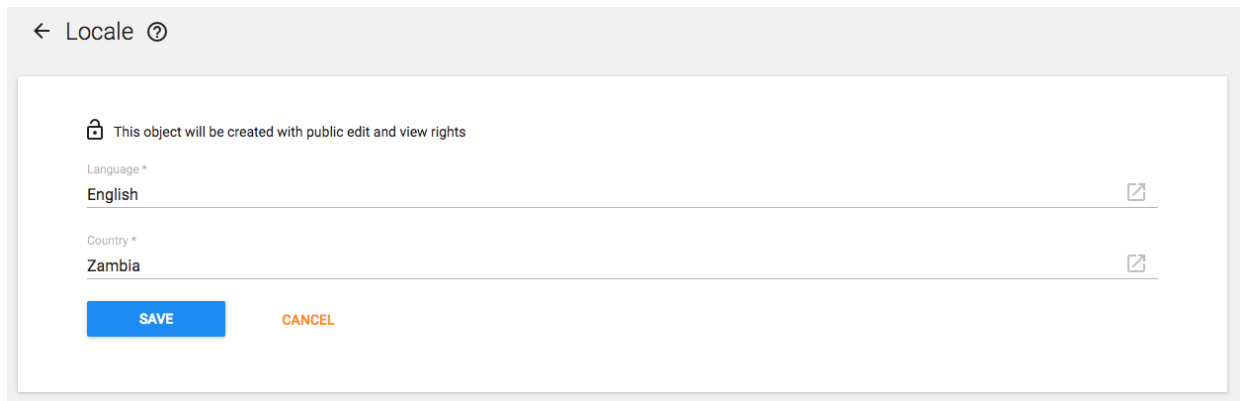 Locale
This object will be created with public edit and view rights
Language *
English
Country *
Zambia
SAVE CANCEL